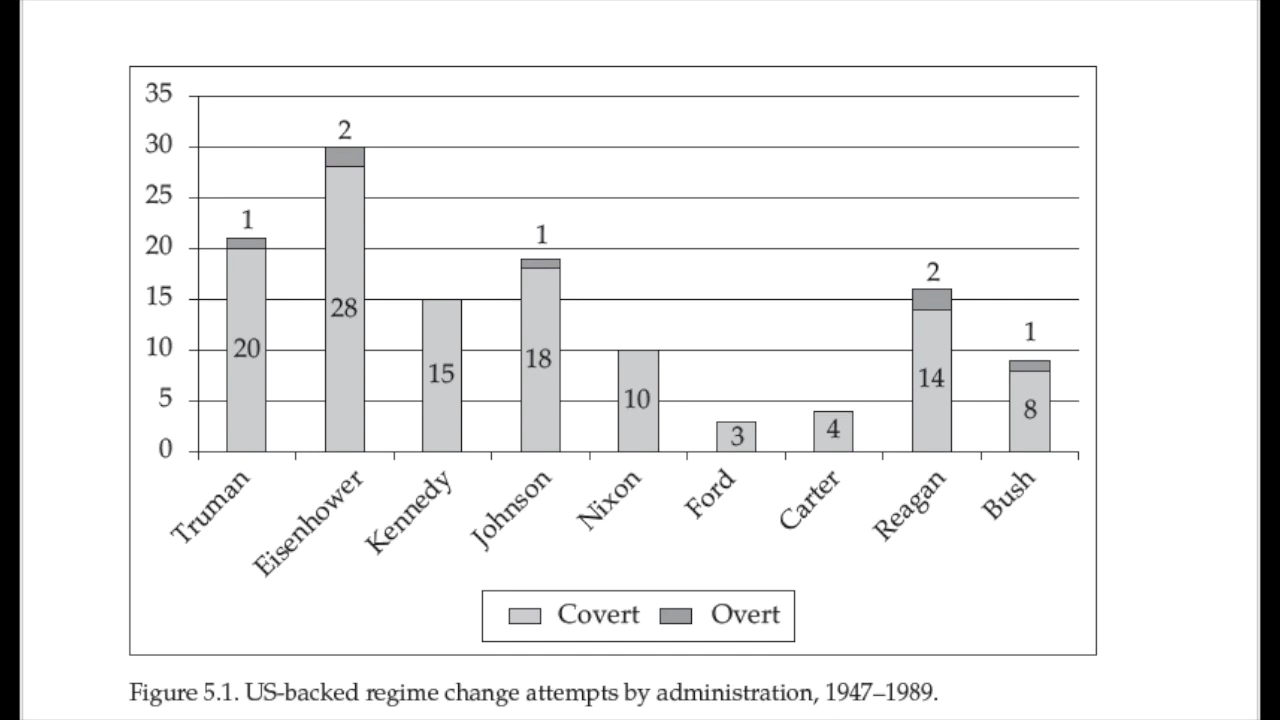 35
30
25
20
15
10
5
0
1
20
2
28
15
1
18
10
3
4
2
14
1
8
Truman
Eisenhower
Kennedy
Johnson
Nixon
Ford
Carter
Reagan
Bush
Covert Overt
Figure 5.1. US-backed regime change attempts by administration, 1947–1989.